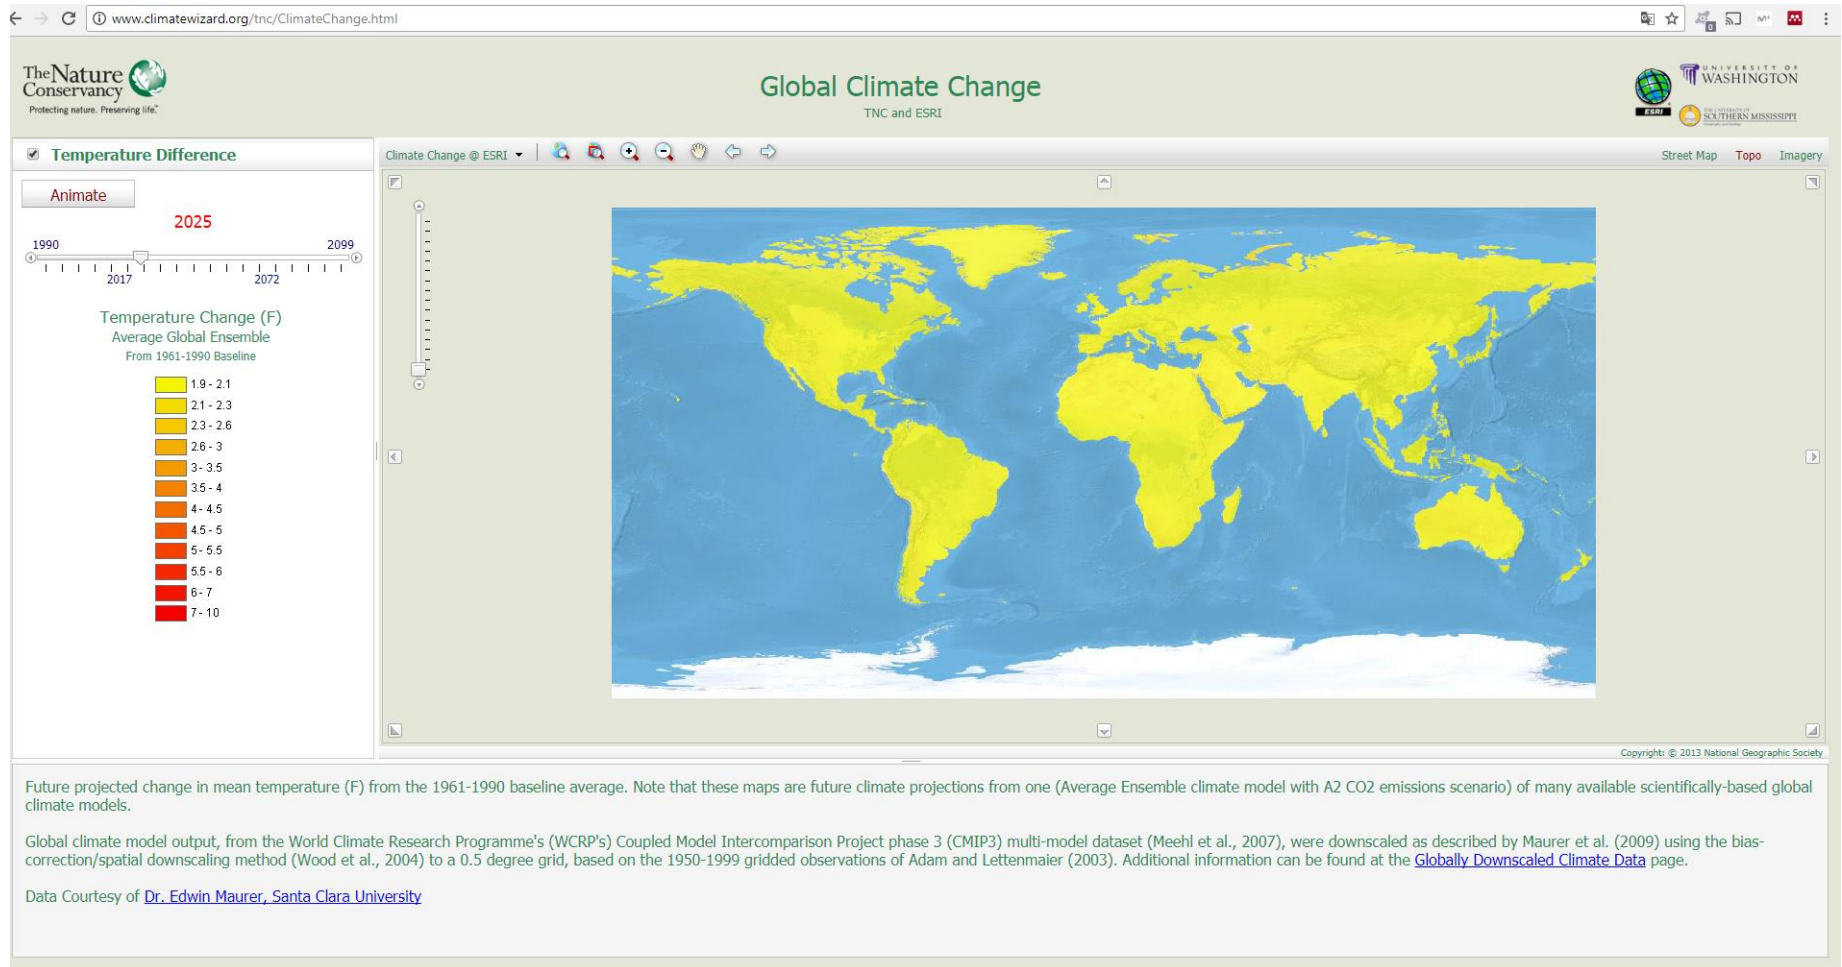 www.climatewizard.org/tnc/ClimateChange.html
0
The Nature
Conservancy
Protecting nature. Preserving life.™
Global Climate Change
TNC and ESRI
ESRI
UNIVERSITY OF
WASHINGTON
THE UNIVERSITY OF
SOUTHERN MISSISSIPPI
Temperature Difference
Climate Change @ ESRI
Street Map Topo Imagery
Animate
2025
1990 2099
2017 2072
Temperature Change (F)
Average Global Ensemble
From 1961-1990 Baseline
1.9 - 2.1
2.1 - 2.3
2.3 - 2.6
2.6 - 3
3 - 3.5
3.5 - 4
4 - 4.5
4.5 - 5
5 - 5.5
5.5 - 6
6 - 7
7 - 10
Copyright: © 2013 National Geographic Society
Future projected change in mean temperature (F) from the 1961-1990 baseline average. Note that these maps are future climate projections from one (Average Ensemble climate model with A2 CO2 emissions scenario) of many available scientifically-based global
climate models.
Global climate model output, from the World Climate Research Programme's (WCRP's) Coupled Model Intercomparison Project phase 3 (CMIP3) multi-model dataset (Meehl et al., 2007), were downscaled as described by Maurer et al. (2009) using the bias-
correction/spatial downscaling method (Wood et al., 2004) to a 0.5 degree grid, based on the 1950-1999 gridded observations of Adam and Lettenmaier (2003). Additional information can be found at the Globally Downscaled Climate Data page.
Data Courtesy of Dr. Edwin Maurer, Santa Clara University